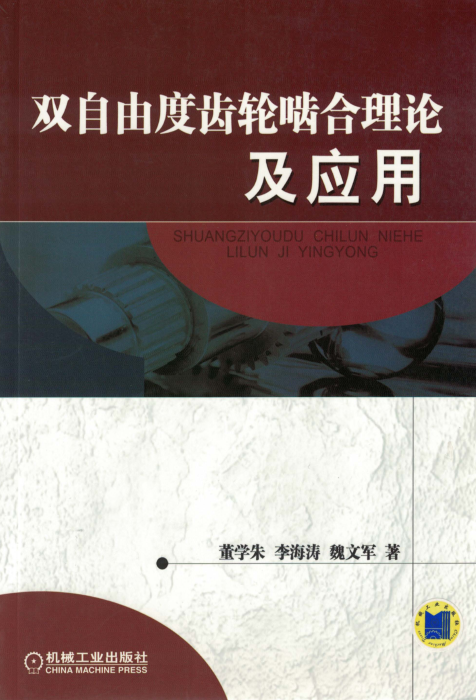 双自由度齿轮啮合理论
及应用
SHUANGZIYOUDU CHILUN NIEHE
LILUN JI YINGYONG
董学朱 李海涛 魏文军 著
机械工业出版社
CHINA MACHINE PRESS